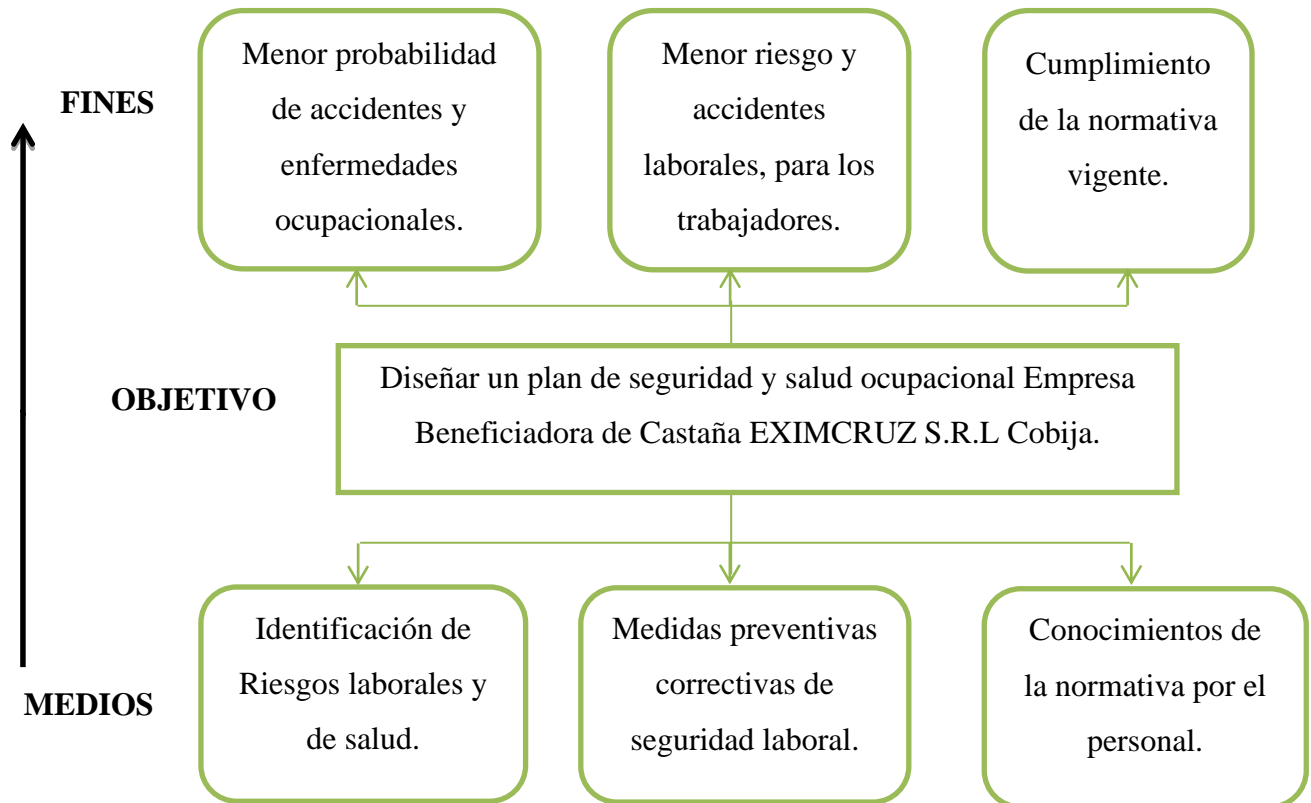 FINES
Menor probabilidad
de accidentes y
enfermedades
ocupacionales.
Menor riesgo y
accidentes
laborales, para los
trabajadores.
Cumplimiento
de la normativa
vigente.
OBJETIVO
Diseñar un plan de seguridad y salud ocupacional Empresa
Beneficiadora de Castaña EXIMCRUZ S.R.L Cobija.
MEDIOS
Identificación de
Riesgos laborales y
de salud.
Medidas preventivas
correctivas de
seguridad laboral.
Conocimientos de
la normativa por el
personal.